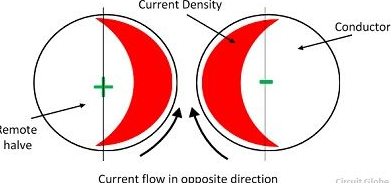 Current Density
Conductor
+
-
Remote
halve
Current flow in opposite direction
Circuit Globe